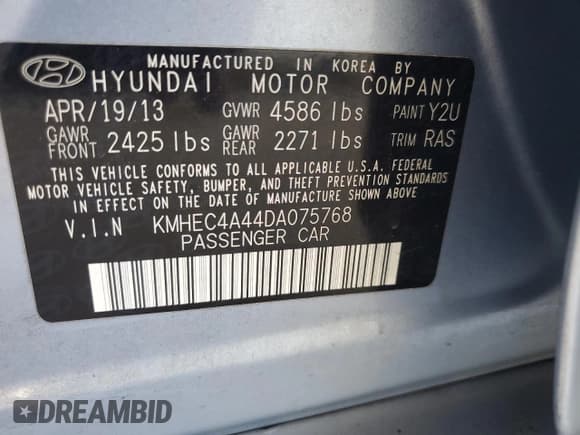 MANUFACTURED IN KOREA BY
HYUNDAI MOTOR COMPANY
APR/19/13 GVWR 4586 lbs PAINT Y2U
GAWR FRONT 2425 lbs GAWR REAR 2271 lbs TRIM RAS
THIS VEHICLE CONFORMS TO ALL APPLICABLE U.S.A. FEDERAL
MOTOR VEHICLE SAFETY, BUMPER, AND THEFT PREVENTION STANDARDS
IN EFFECT ON THE DATE OF MANUFACTURE SHOWN ABOVE
V.I.N KMHEC4A44DA075768
PASSENGER CAR
DREAMBID